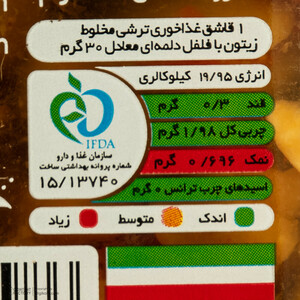 ۱ قاشق غذاخوری ترشی مخلوط
زیتون با فلفل دلمه‌ای معادل ۳۰ گرم
انرژی ۱۹/۹۵ کیلوکالری
قند ۰/۳ گرم
چربی کل ۱/۹۸ گرم
نمک ۰/۶۹۶ گرم
اسیدهای چرب ترانس ۰ گرم
IFDA
سازمان غذا و دارو
شماره پروانه بهداشتی ساخت
۱۵/۱۳۷۴۰
اندک متوسط زیاد